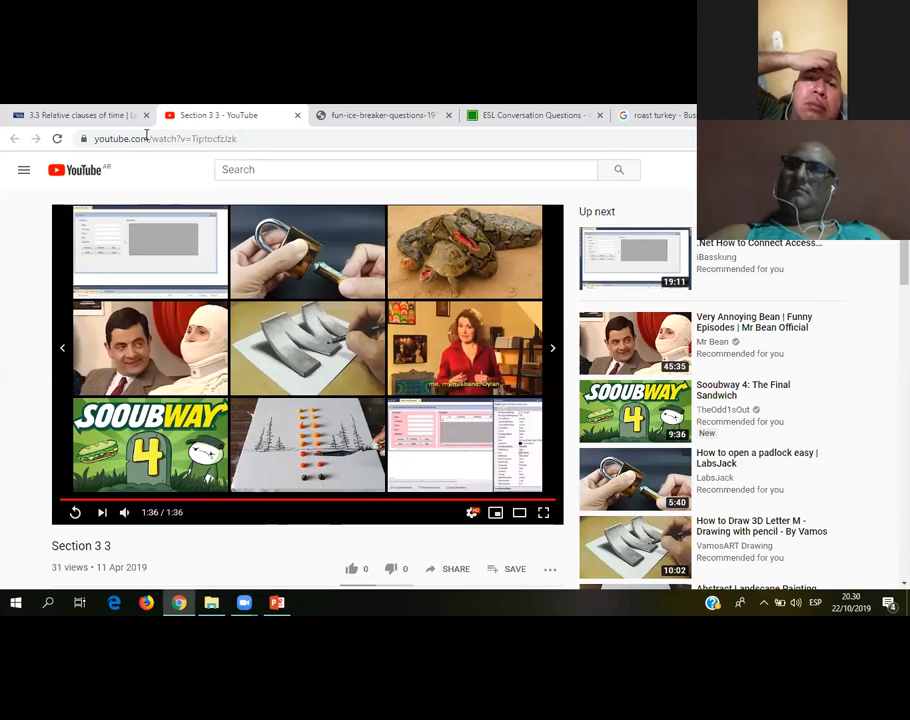 3.3 Relative clauses of time | L
Section 3 3 - YouTube
fun-ice-breaker-questions-19
ESL Conversation Questions -
roast turkey - Bus
youtube.com/watch?v=TiptocfzJzk
YouTube AR
Search
Up next
.Net How to Connect Access...
iBasskung
Recommended for you
19:11
Very Annoying Bean | Funny
Episodes | Mr Bean Official
Mr Bean
Recommended for you
45:35
me, my husband, Dylan
Sooubway 4: The Final
Sandwich
TheOdd1sOut
Recommended for you
New
SOOUBWAY
4
9:36
SOOUBWAY
4
How to open a padlock easy |
LabsJack
LabsJack
Recommended for you
5:40
1:36 / 1:36
HD
How to Draw 3D Letter M -
Drawing with pencil - By Vamos
VamosART Drawing
Recommended for you
10:02
Section 3 3
31 views • 11 Apr 2019
0
0
SHARE
SAVE
Abstract Landscape Painting
ESP
20.30
22/10/2019
4